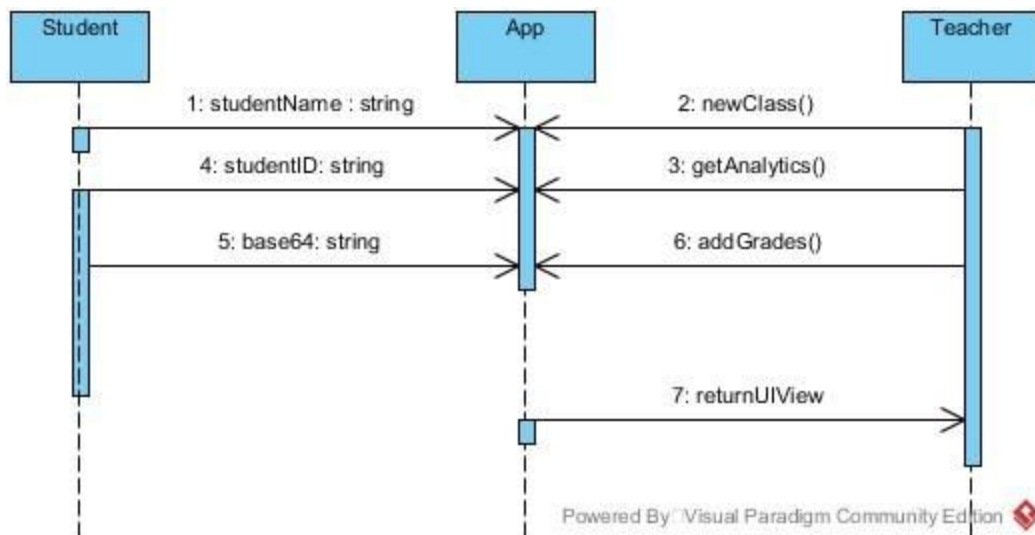 Student
App
Teacher
1: studentName : string
2: newClass()
4: studentID: string
3: getAnalytics()
5: base64: string
6: addGrades()
7: returnUIView
Powered By Visual Paradigm Community Edition